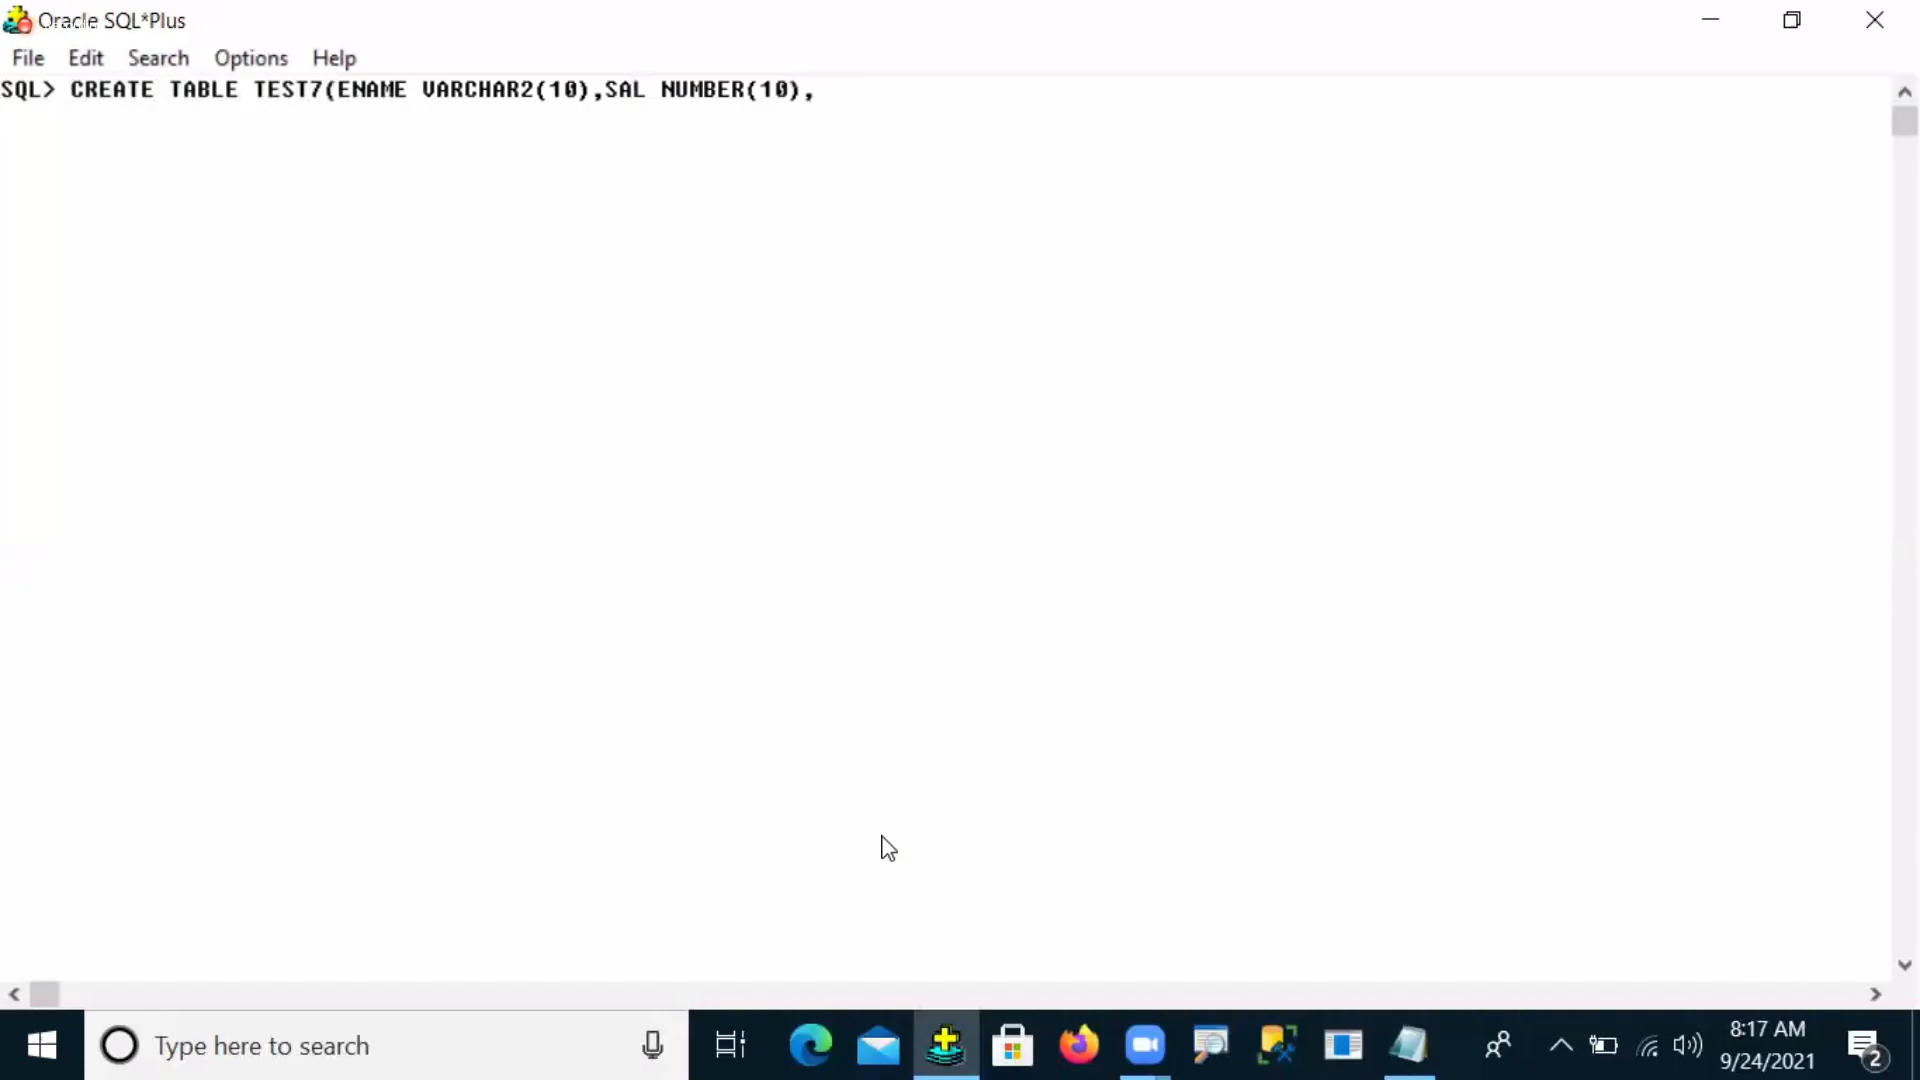 Oracle SQL*Plus
File Edit Search Options Help
SQL> CREATE TABLE TEST7(ENAME VARCHAR2(10),SAL NUMBER(10),
Type here to search
8:17 AM
9/24/2021
2